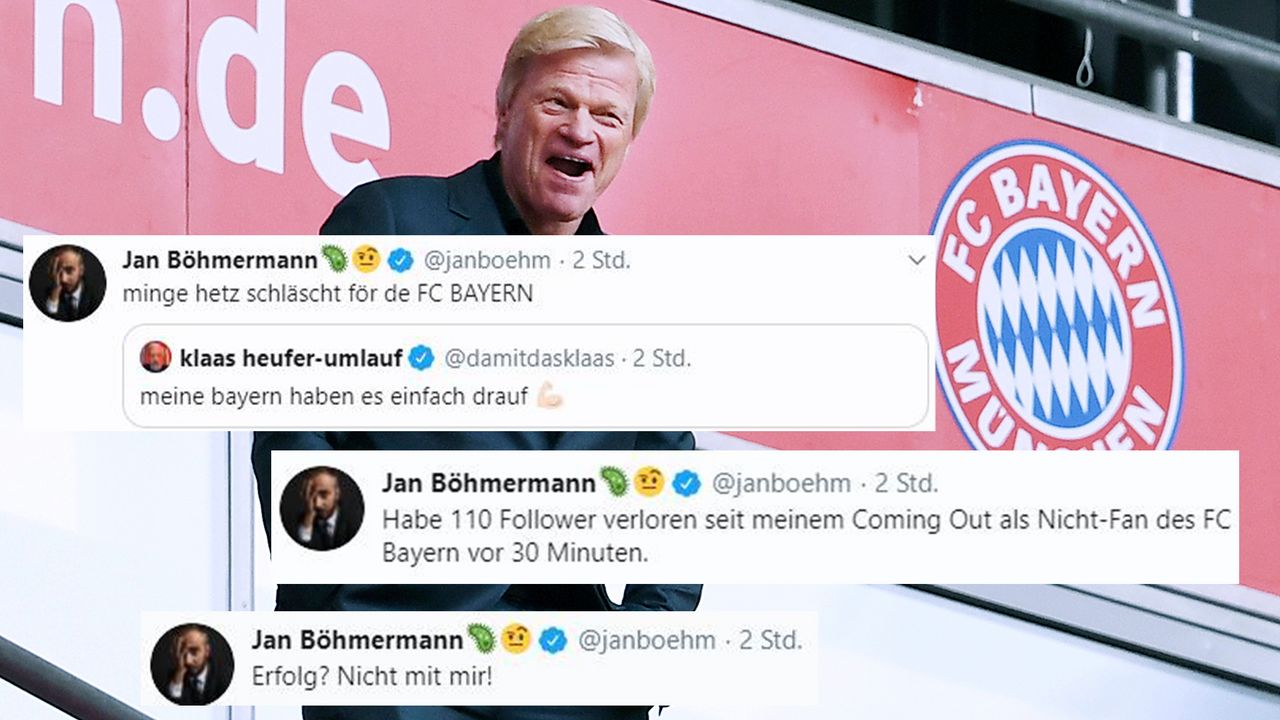 n.de
FC BAYERN
MÜNCHEN
Jan Böhmermann🦠🤨 @janboehm · 2 Std.
minge hetz schläscht för de FC BAYERN
klaas heufer-umlauf @damitdasklaas · 2 Std.
meine bayern haben es einfach drauf 💪🏻
Jan Böhmermann🦠🤨 @janboehm · 2 Std.
Habe 110 Follower verloren seit meinem Coming Out als Nicht-Fan des FC
Bayern vor 30 Minuten.
Jan Böhmermann🦠🤨 @janboehm · 2 Std.
Erfolg? Nicht mit mir!